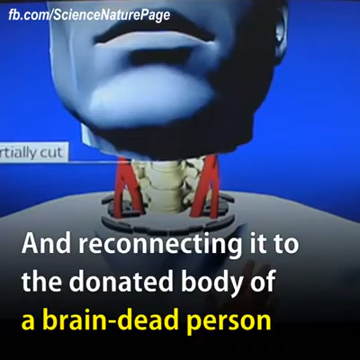 fb.com/ScienceNaturePage
rtially cut
And reconnecting it to
the donated body of
a brain-dead person